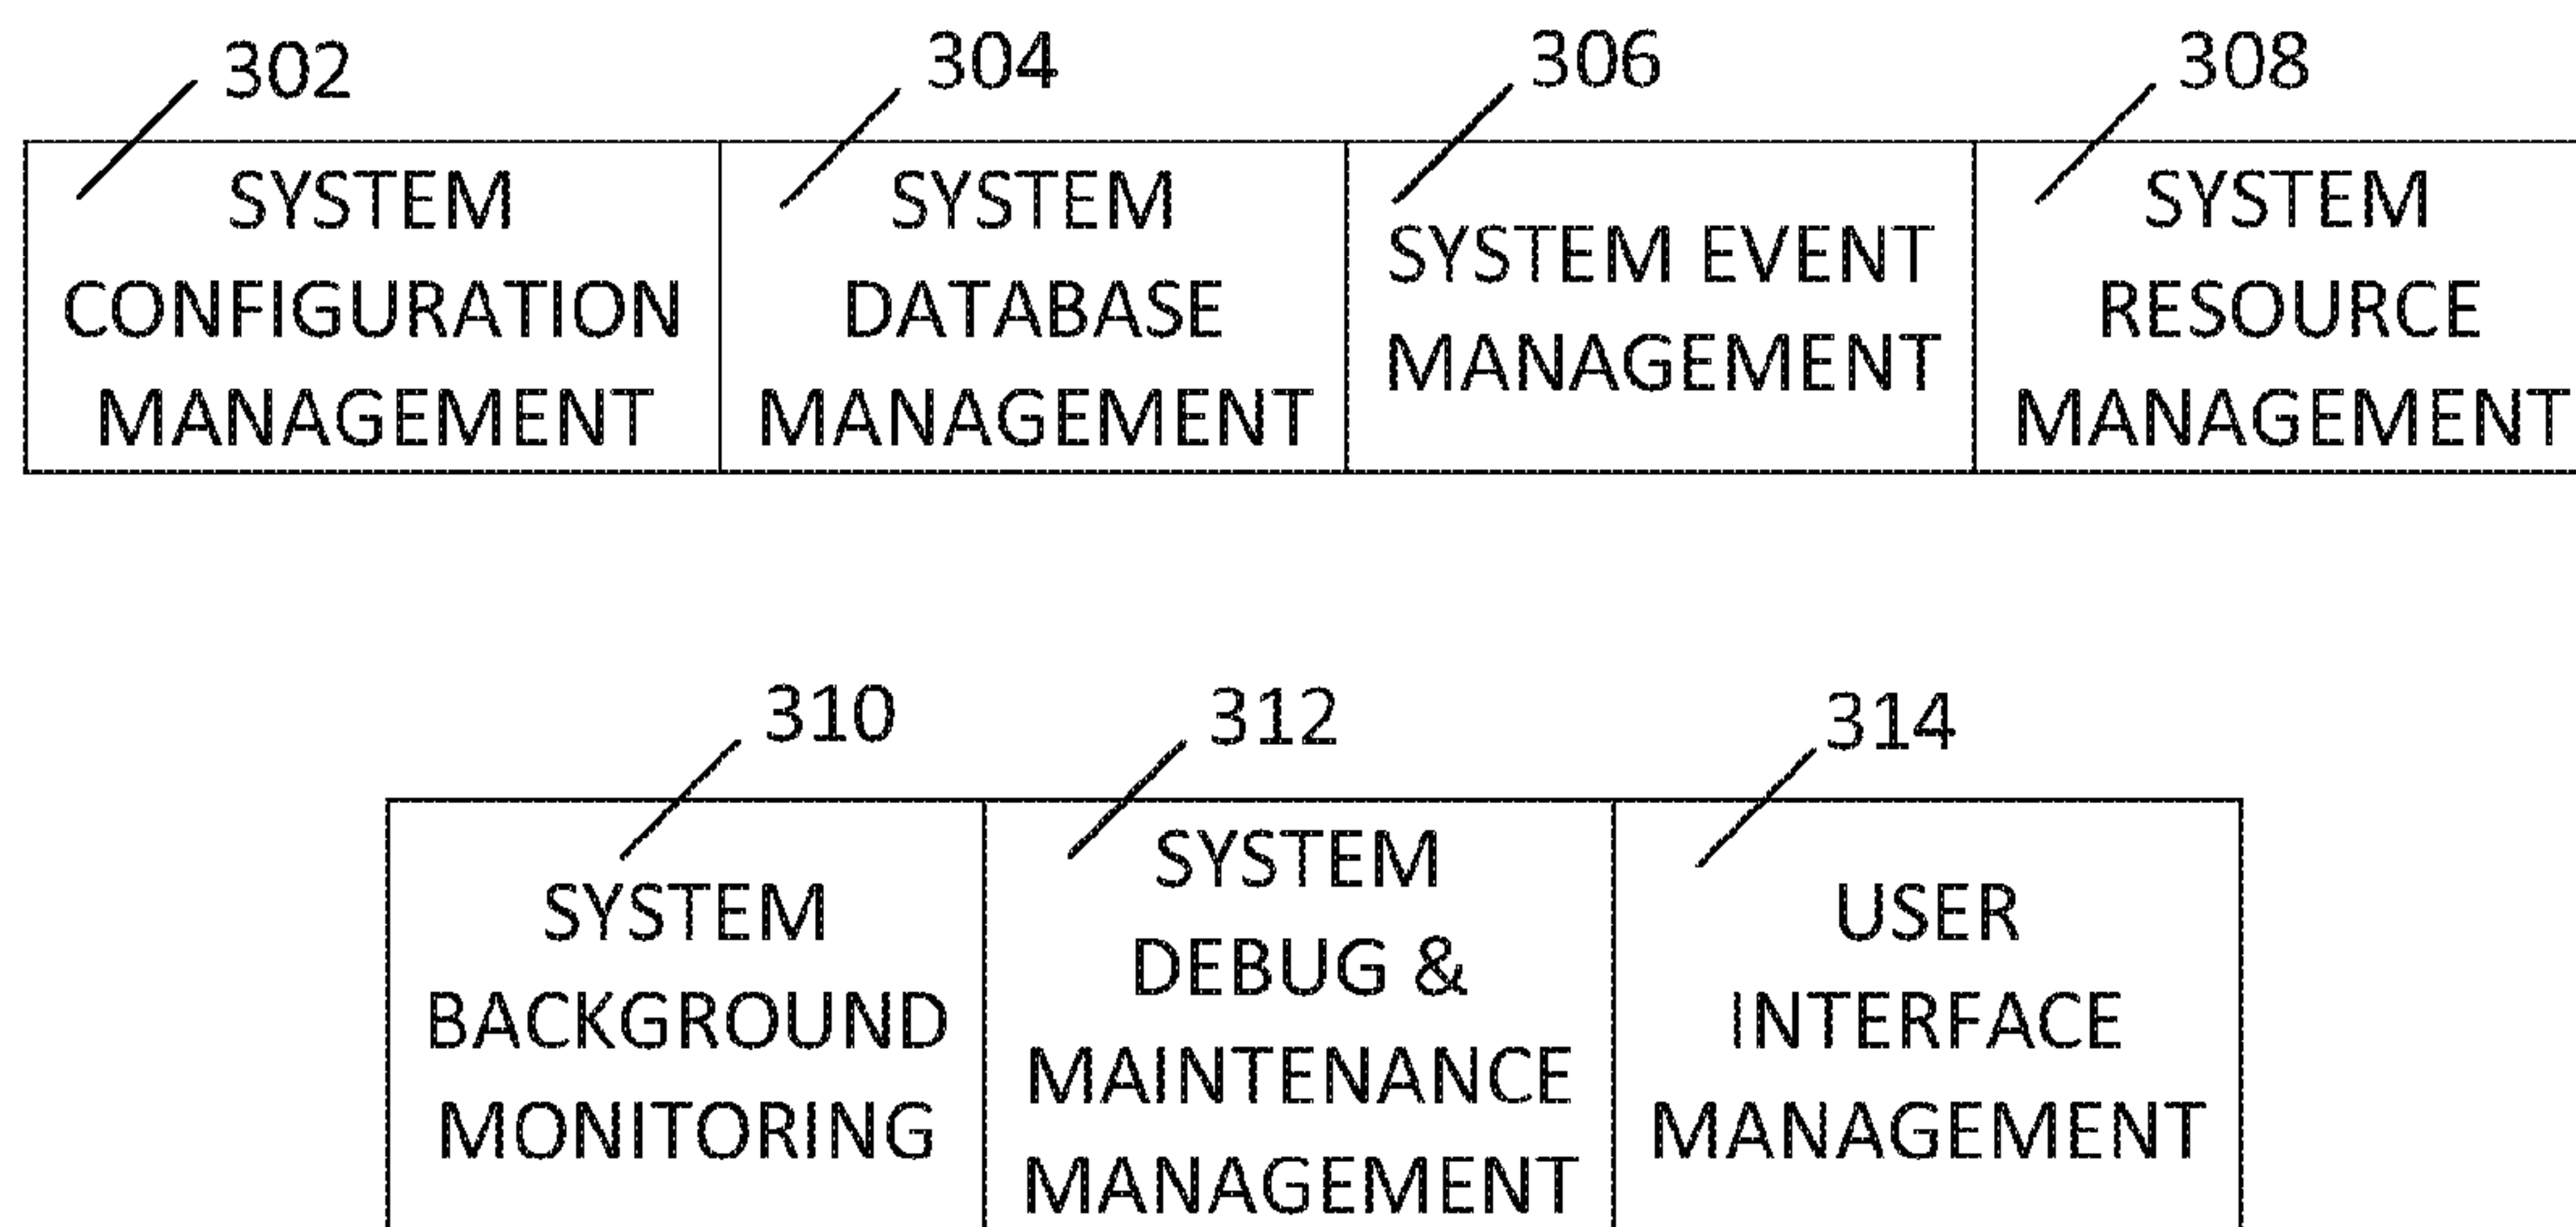 302
304
306
308
SYSTEM
CONFIGURATION
MANAGEMENT
SYSTEM
DATABASE
MANAGEMENT
SYSTEM EVENT
MANAGEMENT
SYSTEM
RESOURCE
MANAGEMENT
310
312
314
SYSTEM
BACKGROUND
MONITORING
SYSTEM
DEBUG &
MAINTENANCE
MANAGEMENT
USER
INTERFACE
MANAGEMENT